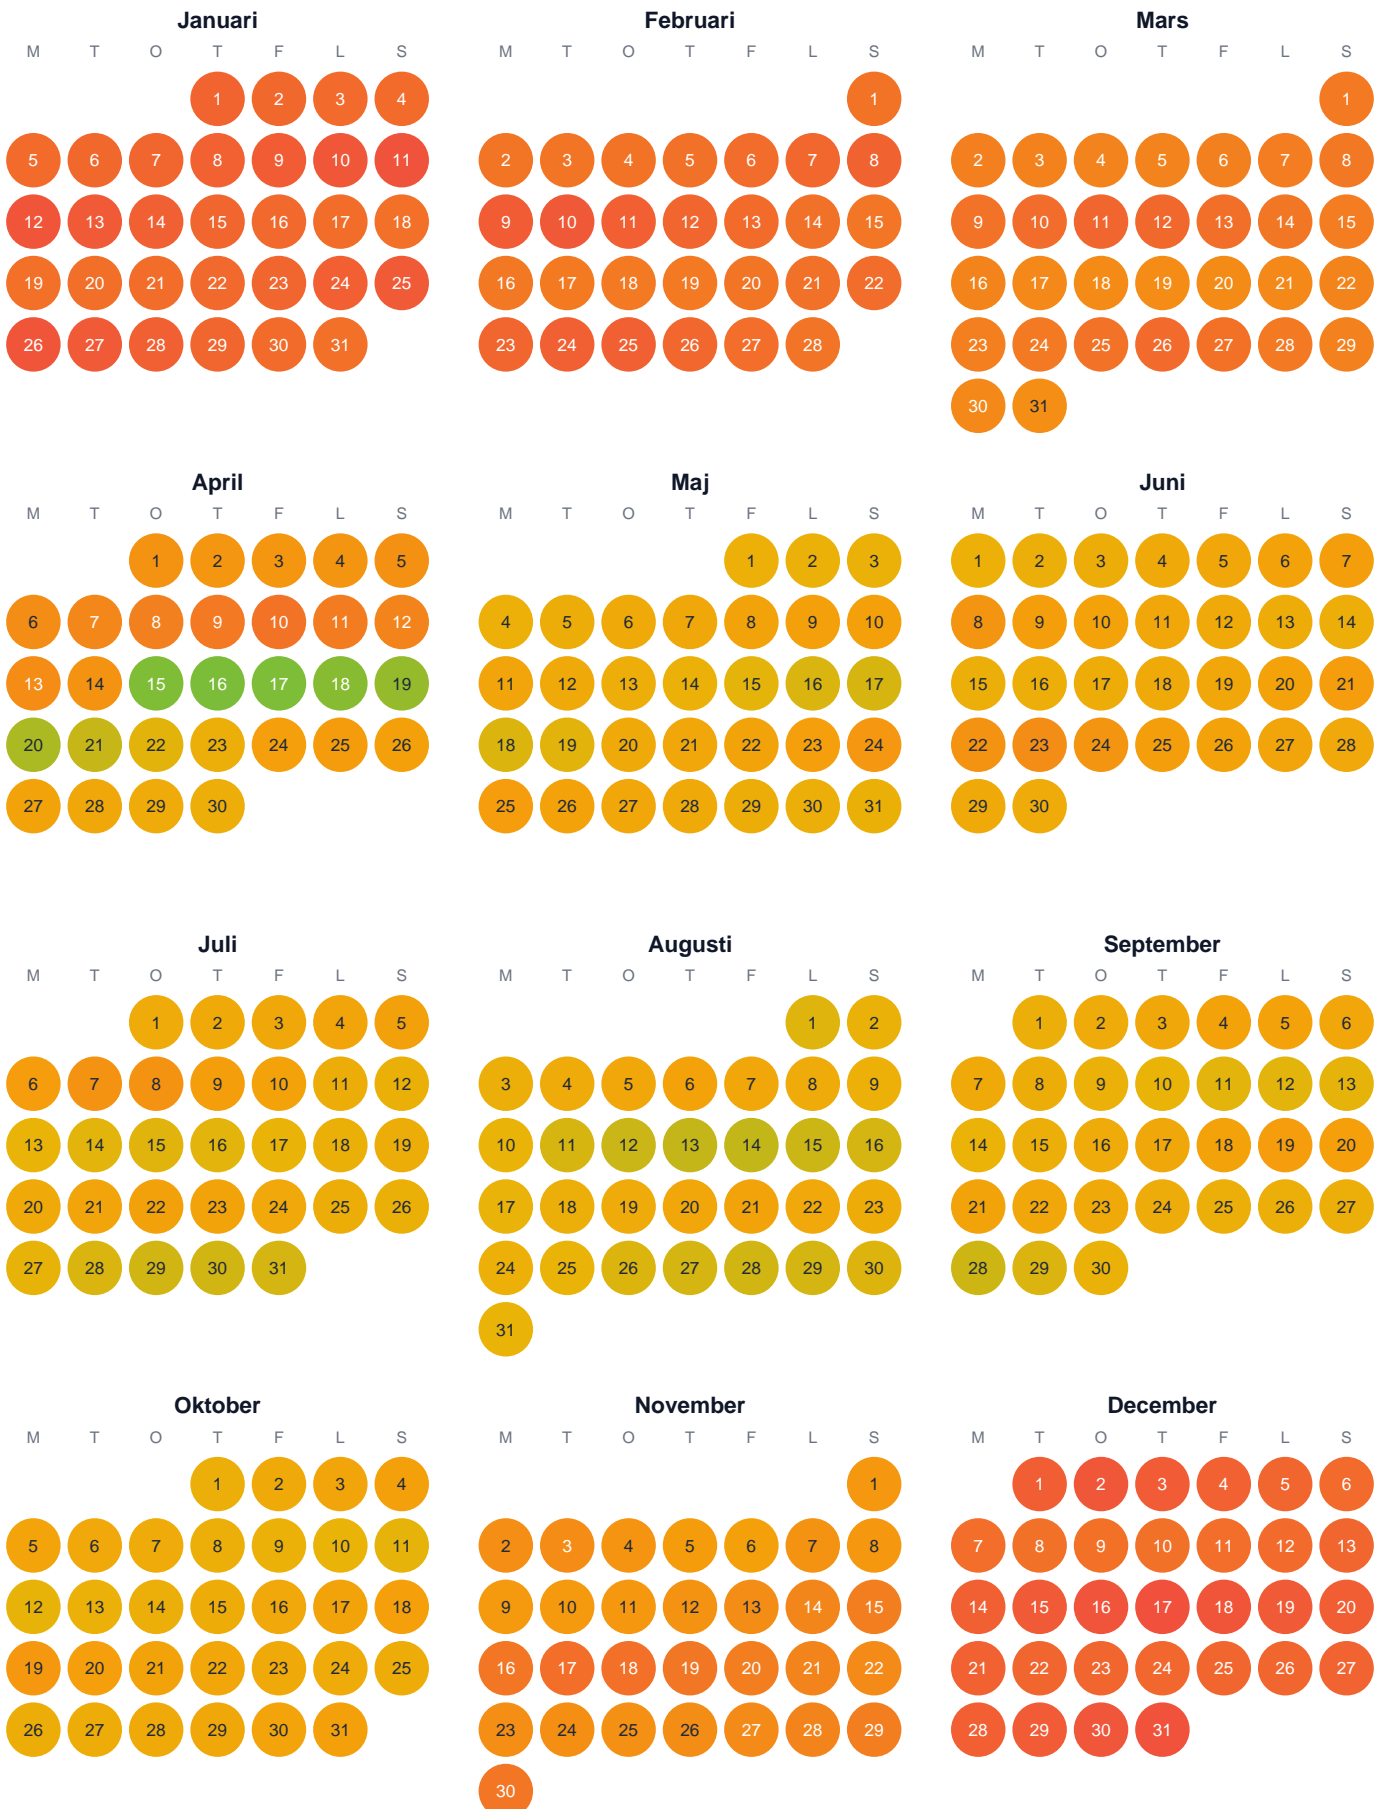 Januari Februari Mars
M T O T F L S M T O T F L S M T O T F L S
1 2 3 4 1 1
5 6 7 8 9 10 11 2 3 4 5 6 7 8 2 3 4 5 6 7 8
12 13 14 15 16 17 18 9 10 11 12 13 14 15 9 10 11 12 13 14 15
19 20 21 22 23 24 25 16 17 18 19 20 21 22 16 17 18 19 20 21 22
26 27 28 29 30 31 23 24 25 26 27 28 23 24 25 26 27 28 29
30 31
April Maj Juni
M T O T F L S M T O T F L S M T O T F L S
1 2 3 4 5 1 2 3 1 2 3 4 5 6 7
6 7 8 9 10 11 12 4 5 6 7 8 9 10 8 9 10 11 12 13 14
13 14 15 16 17 18 19 11 12 13 14 15 16 17 15 16 17 18 19 20 21
20 21 22 23 24 25 26 18 19 20 21 22 23 24 22 23 24 25 26 27 28
27 28 29 30 25 26 27 28 29 30 31 29 30
Juli Augusti September
M T O T F L S M T O T F L S M T O T F L S
1 2 3 4 5 1 2 1 2 3 4 5 6
6 7 8 9 10 11 12 3 4 5 6 7 8 9 7 8 9 10 11 12 13
13 14 15 16 17 18 19 10 11 12 13 14 15 16 14 15 16 17 18 19 20
20 21 22 23 24 25 26 17 18 19 20 21 22 23 21 22 23 24 25 26 27
27 28 29 30 31 24 25 26 27 28 29 30 28 29 30
31
Oktober November December
M T O T F L S M T O T F L S M T O T F L S
1 2 3 4 1 1 2 3 4 5 6
5 6 7 8 9 10 11 2 3 4 5 6 7 8 7 8 9 10 11 12 13
12 13 14 15 16 17 18 9 10 11 12 13 14 15 14 15 16 17 18 19 20
19 20 21 22 23 24 25 16 17 18 19 20 21 22 21 22 23 24 25 26 27
26 27 28 29 30 31 23 24 25 26 27 28 29 28 29 30 31
30